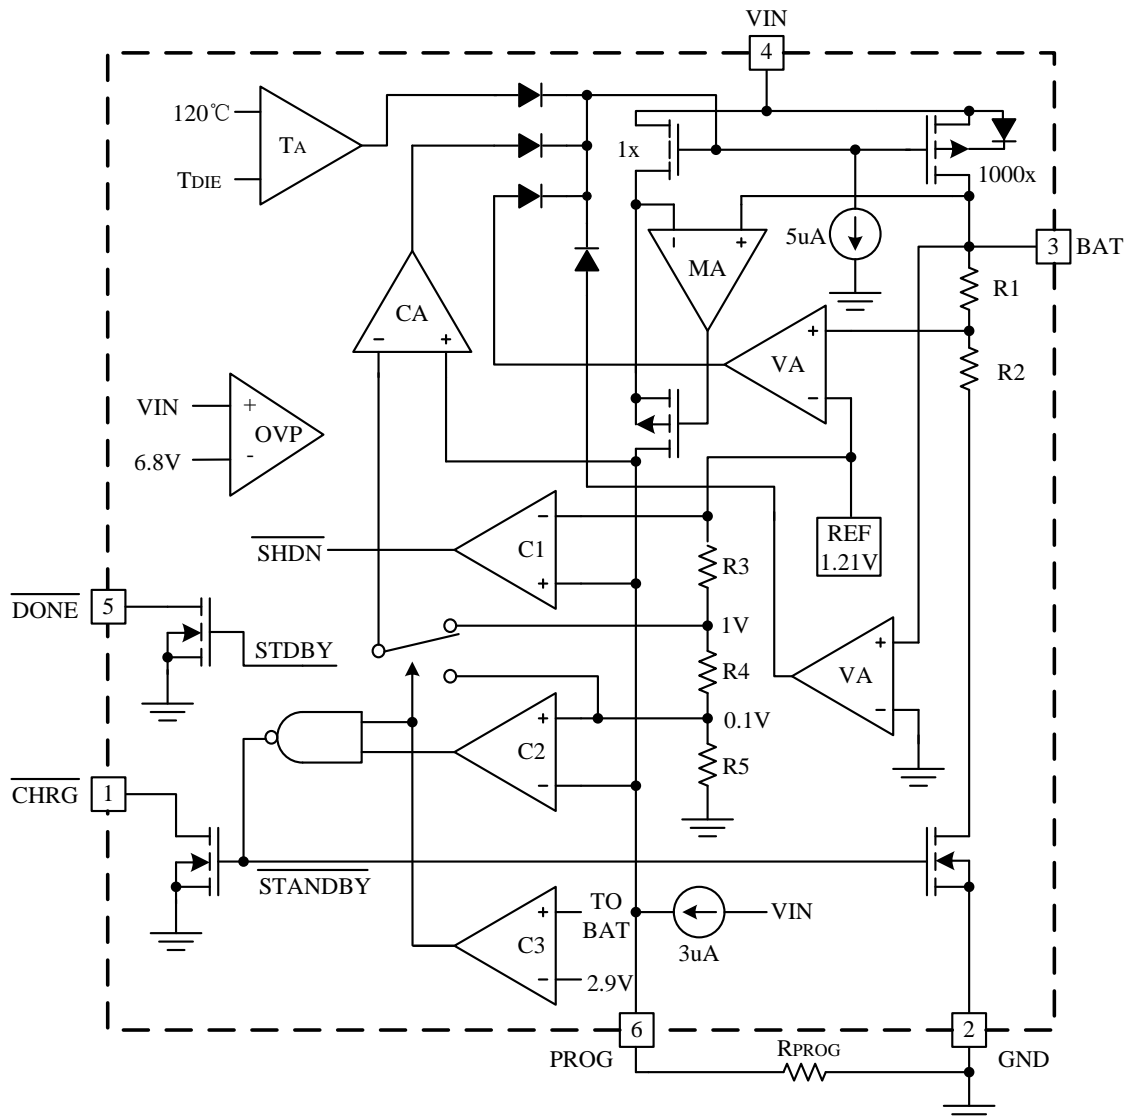 VIN
4
120℃
TA
TDIE
1x
1000x
5uA
3
BAT
MA
R1
CA
VA
R2
VIN
OVP
6.8V
REF
1.21V
SHDN
C1
R3
DONE
5
STDBY
1V
R4
VA
0.1V
C2
R5
CHRG
1
STANDBY
TO
BAT
VIN
C3
3uA
2.9V
6
2
PROG
RPROG
GND